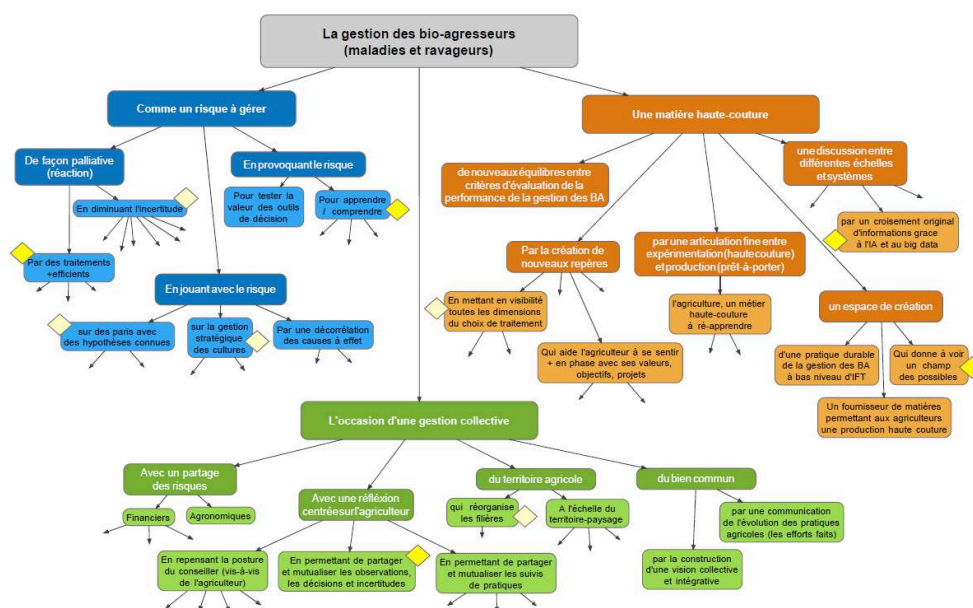 La gestion des bio-agresseurs
(maladies et ravageurs)
Comme un risque à gérer
De façon palliative
(réaction)
En diminuant l'incertitude
Par des traitements
+efficients
En provoquant le risque
Pour tester la
valeur des outils
de décision
Pour apprendre
/ comprendre
En jouant avec le risque
sur des paris avec
des hypothèses connues
sur la gestion
stratégique
des cultures
Par une décorrélation
des causes à effet
Une matière haute-couture
de nouveaux équilibres entre
critères d'évaluation de la
performance de la gestion des BA
Par la création de
nouveaux repères
En mettant en visibilité
toutes les dimensions
du choix de traitement
Qui aide l'agriculteur à se sentir
+ en phase avec ses valeurs,
objectifs, projets
par une articulation fine entre
expérimentation (haute couture)
et production (prêt-à-porter)
l'agriculture, un métier
haute-couture
à ré-apprendre
une discussion entre
différentes échelles
et systèmes
par un croisement original
d'informations grace
à l'IA et au big data
un espace de création
d'une pratique durable
de la gestion des BA
à bas niveau d'IFT
Qui donne à voir
un champ
des possibles
Un fournisseur de matières
permettant aux agriculteurs
une production haute couture
L'occasion d'une gestion collective
Avec un partage
des risques
Financiers
Agronomiques
Avec une réfléxion
centrée sur l'agriculteur
En repensant la posture
du conseiller (vis-à-vis
de l'agriculteur)
En permettant de partager
et mutualiser les observations,
les décisions et incertitudes
En permettant de partager
et mutualiser les suivis
de pratiques
du territoire agricole
qui réorganise
les filières
A l'échelle du
territoire-paysage
du bien commun
par la construction
d'une vision collective
et intégrative
par une communication
de l'évolution des pratiques
agricoles (les efforts faits)